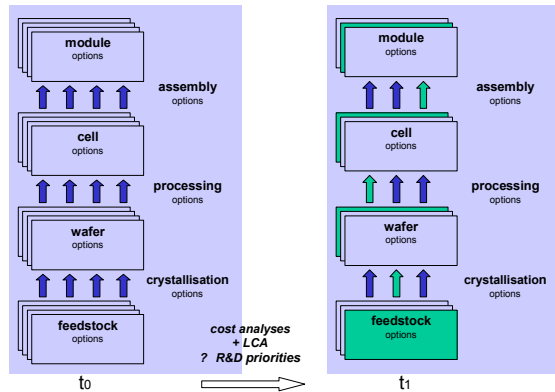 module
options
assembly
options
cell
options
processing
options
wafer
options
crystallisation
options
feedstock
options
t0
cost analyses
+ LCA
? R&D priorities
module
options
assembly
options
cell
options
processing
options
wafer
options
crystallisation
options
feedstock
options
t1